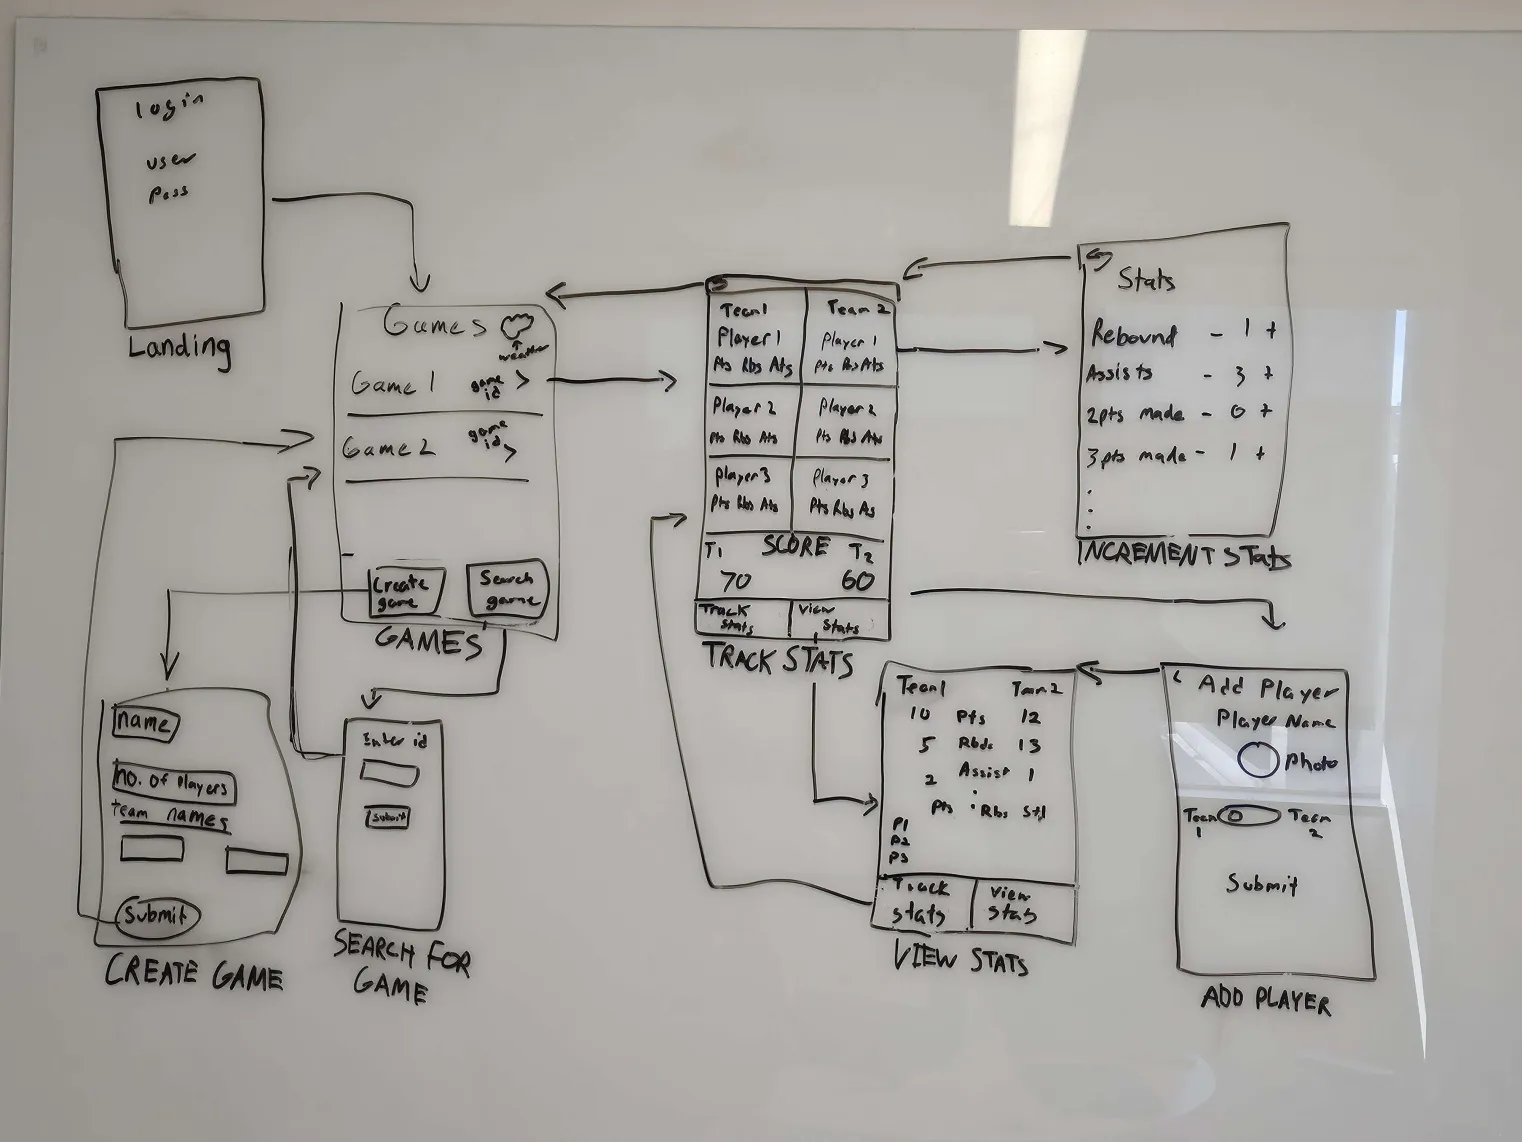 login
user
pass
Landing
Games
weather
Game 1 game id >
Game 2 game id >
Create game
Search game
GAMES
name
no. of players
team names
Submit
CREATE GAME
Enter id
Submit
SEARCH FOR
GAME
Team 1 Team 2
Player 1 Player 1
Pts Rbs Ats Pts Rbs Ats
Player 2 Player 2
Pts Rbs Ats Pts Rbs Ats
Player 3 Player 3
Pts Rbs Ats Pts Rbs As
T1 SCORE T2
70 60
Track Stats
View Stats
TRACK STATS
Stats
Rebound - 1 +
Assists - 3 +
2pts made - 0 +
3pts made - 1 +
INCREMENT STats
Team 1 Team 2
10 Pts 12
5 Rbds 13
2 Assist 1
Pts Rbs Stl
P1
P2
P3
Track Stats
View Stats
VIEW STATS
< Add Player
Player Name
Photo
Team 1 Team 2
Submit
ADD PLAYER